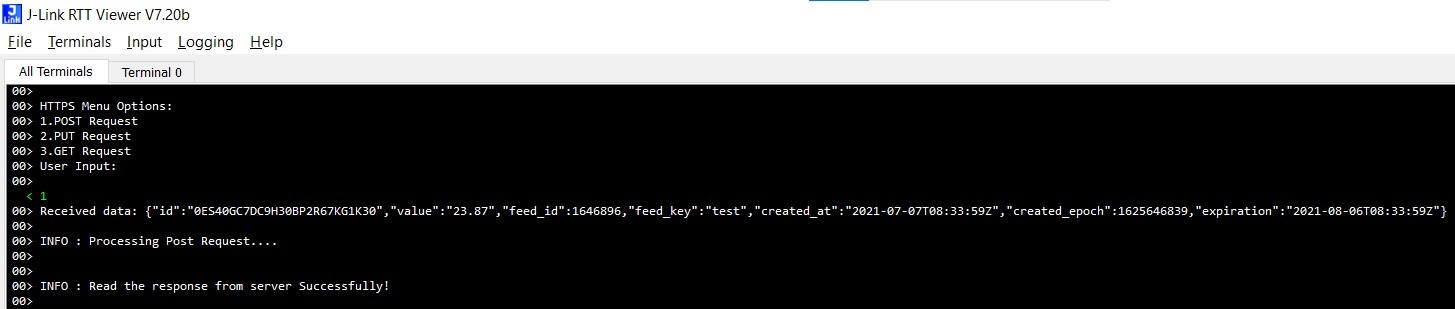 J-Link RTT Viewer V7.20b
File Terminals Input Logging Help
All Terminals Terminal 0
00>
00> HTTPS Menu Options:
00> 1.POST Request
00> 2.PUT Request
00> 3.GET Request
00> User Input:
00>
< 1
00> Received data: {"id":"0ES40GC7DC9H30BP2R67KG1K30","value":"23.87","feed_id":1646896,"feed_key":"test","created_at":"2021-07-07T08:33:59Z","created_epoch":1625646839,"expiration":"2021-08-06T08:33:59Z"}
00>
00> INFO : Processing Post Request....
00>
00>
00> INFO : Read the response from server Successfully!
00>